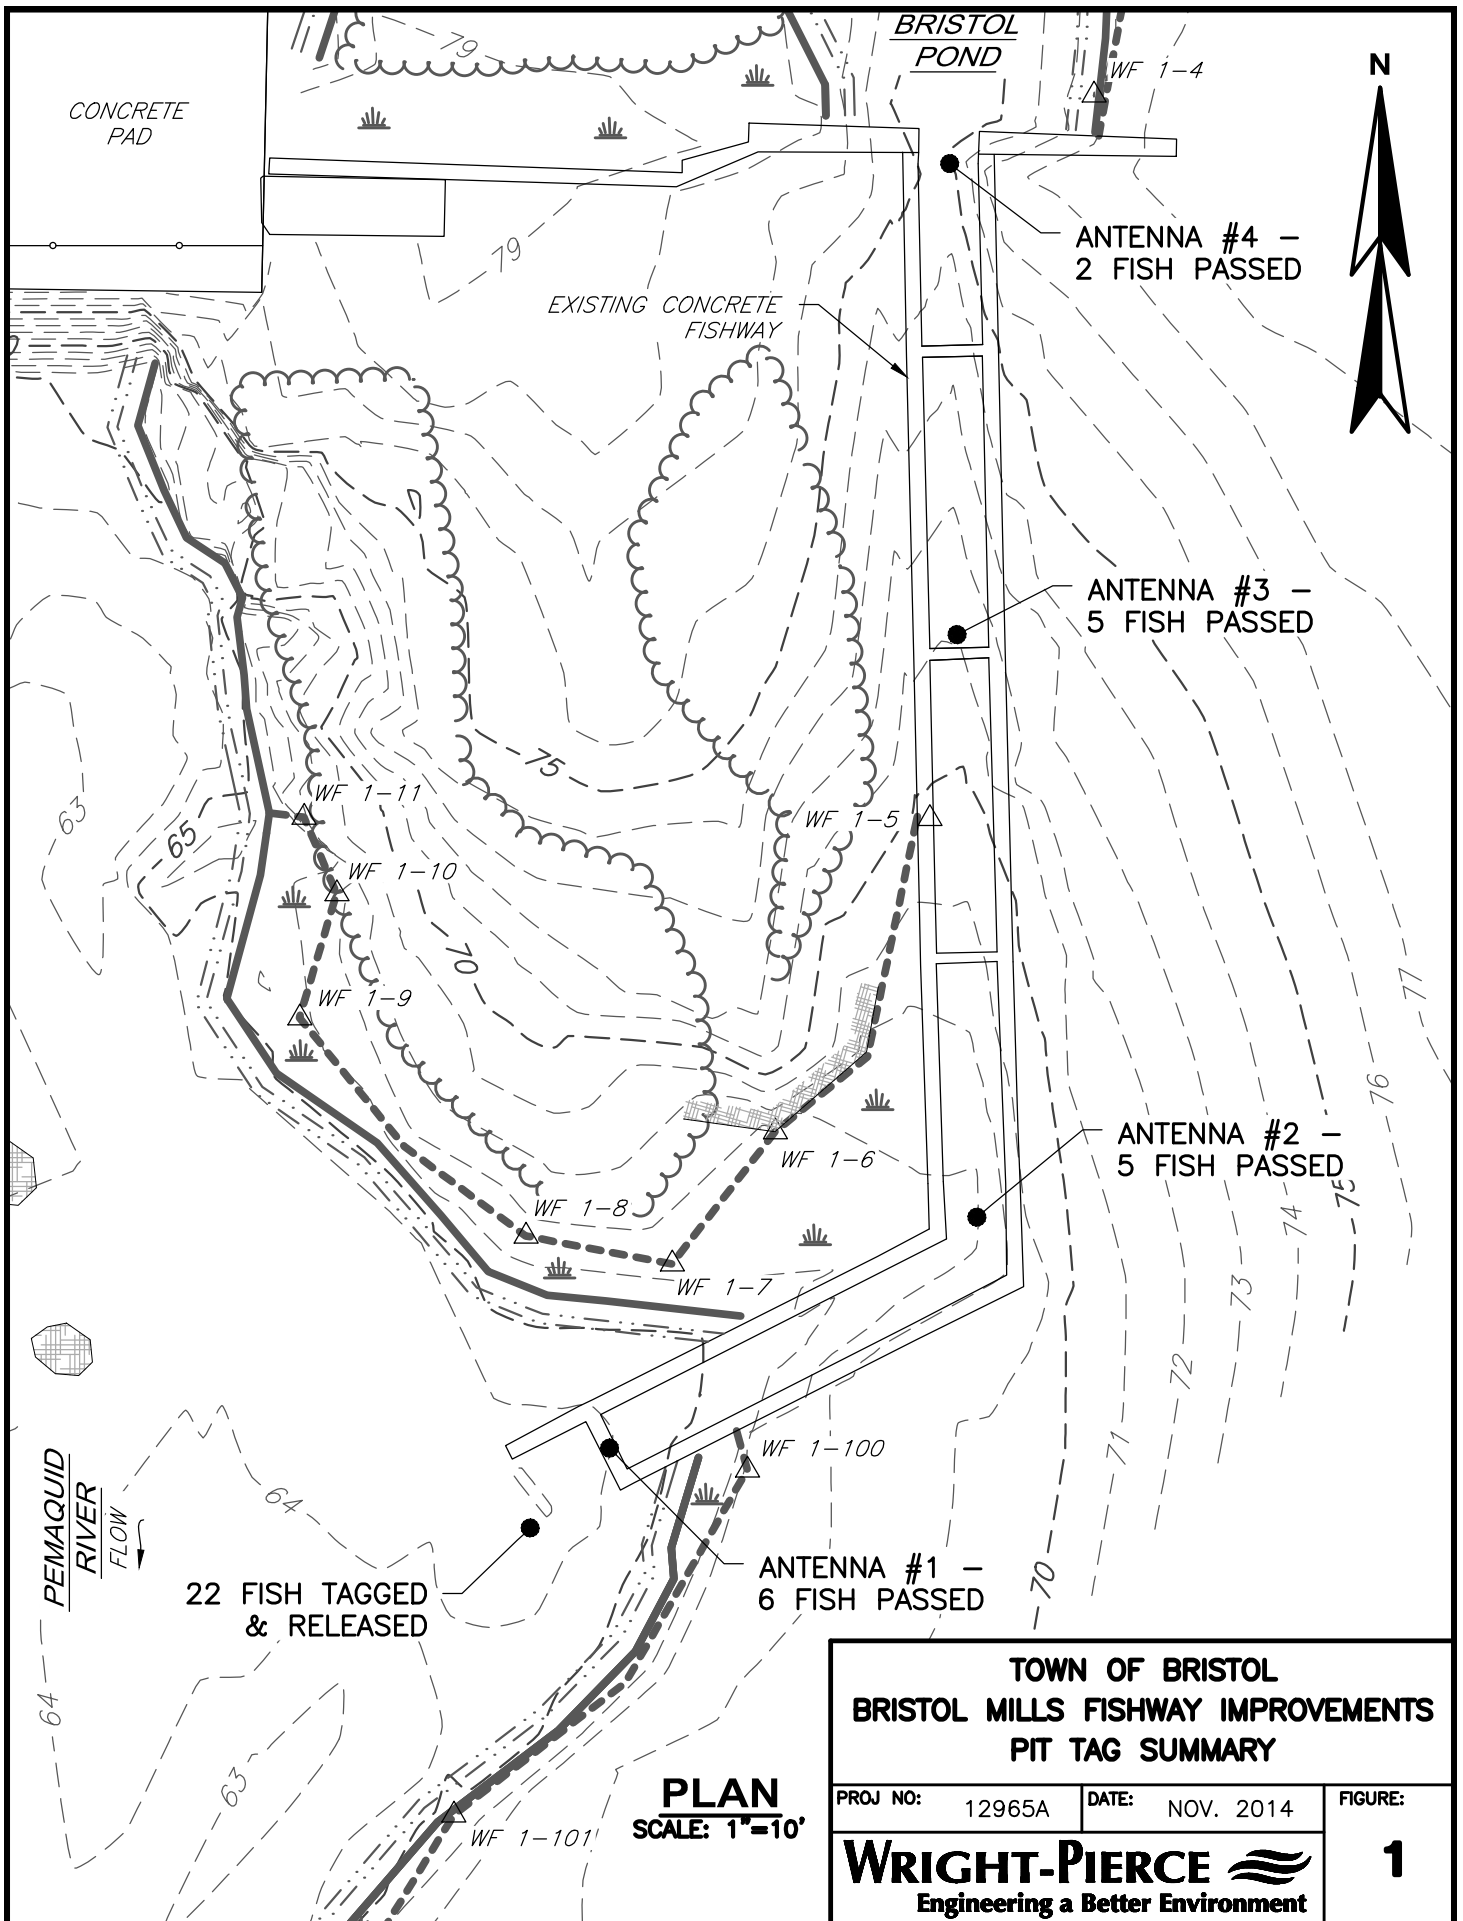 BRISTOL
POND
79
WF 1-4
N
CONCRETE
PAD
ANTENNA #4 –
2 FISH PASSED
79
EXISTING CONCRETE
FISHWAY
ANTENNA #3 –
5 FISH PASSED
75
WF 1-11
63
65
WF 1-5
WF 1-10
70
WF 1-9
77
76
ANTENNA #2 –
5 FISH PASSED
WF 1-6
75
74
WF 1-8
73
WF 1-7
72
71
WF 1-100
64
PEMAQUID
RIVER
FLOW
ANTENNA #1 –
6 FISH PASSED
70
22 FISH TAGGED
& RELEASED
64
63
WF 1-101
PLAN
SCALE: 1"=10'
TOWN OF BRISTOL
BRISTOL MILLS FISHWAY IMPROVEMENTS
PIT TAG SUMMARY
PROJ NO: 12965A
DATE: NOV. 2014
FIGURE:
1
WRIGHT-PIERCE
Engineering a Better Environment